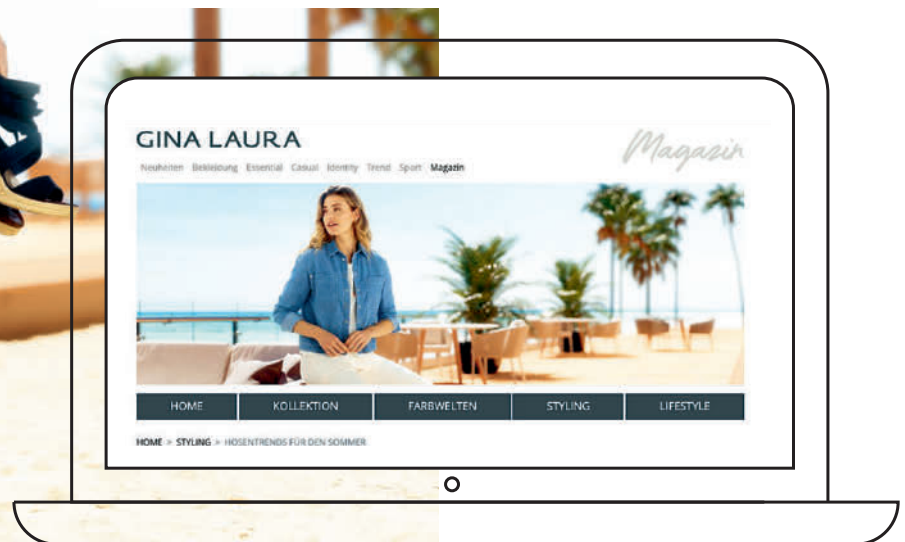 GINA LAURA
Magazin
Neuheiten Bekleidung Essential Casual Identity Trend Sport Magazin
HOME KOLLEKTION FARBWELTEN STYLING LIFESTYLE
HOME > STYLING > HOSENTRENDS FÜR DEN SOMMER